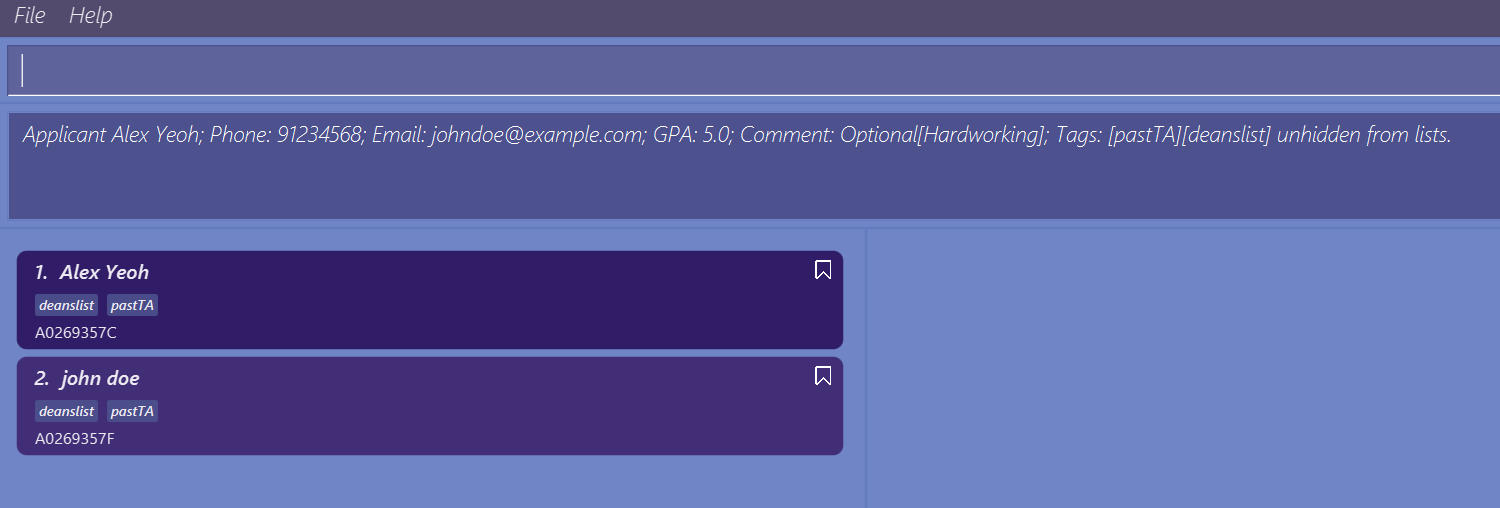 File Help
Applicant Alex Yeoh; Phone: 91234568; Email: johndoe@example.com; GPA: 5.0; Comment: Optional[Hardworking]; Tags: [pastTA][deanslist] unhidden from lists.
1. Alex Yeoh
deanslist pastTA
A0269357C
2. john doe
deanslist pastTA
A0269357F